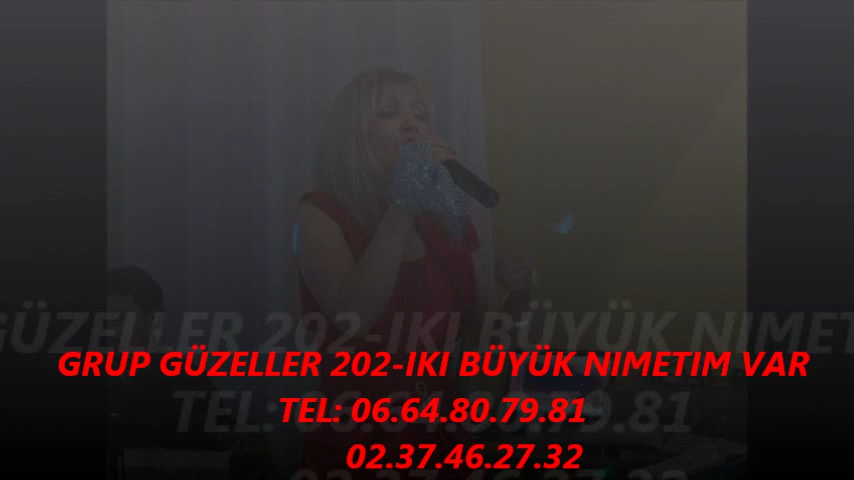 GRUP GÜZELLER 202-IKI BÜYÜK NIMETIM VAR
TEL: 06.64.80.79.81
02.37.46.27.32